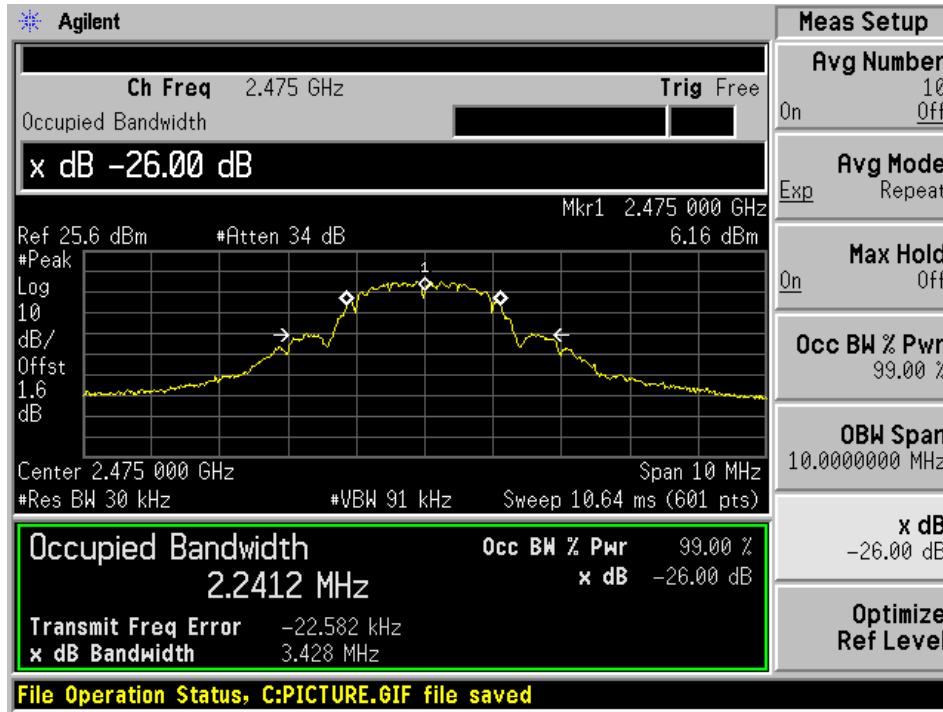 Agilent
Meas Setup
Ch Freq 2.475 GHz Trig Free
Occupied Bandwidth
x dB -26.00 dB
Mkr1 2.475 000 GHz
Ref 25.6 dBm #Atten 34 dB 6.16 dBm
#Peak
Log
10
dB/
Offst
1.6
dB
1
Center 2.475 000 GHz Span 10 MHz
#Res BW 30 kHz #VBW 91 kHz Sweep 10.64 ms (601 pts)
Occupied Bandwidth
2.2412 MHz
Occ BW % Pwr 99.00 %
x dB -26.00 dB
Transmit Freq Error -22.582 kHz
x dB Bandwidth 3.428 MHz
File Operation Status, C:PICTURE.GIF file saved
Avg Number
10
On Off
Avg Mode
Exp Repeat
Max Hold
On Off
Occ BW % Pwr
99.00 %
OBW Span
10.0000000 MHz
x dB
-26.00 dB
Optimize
Ref Level